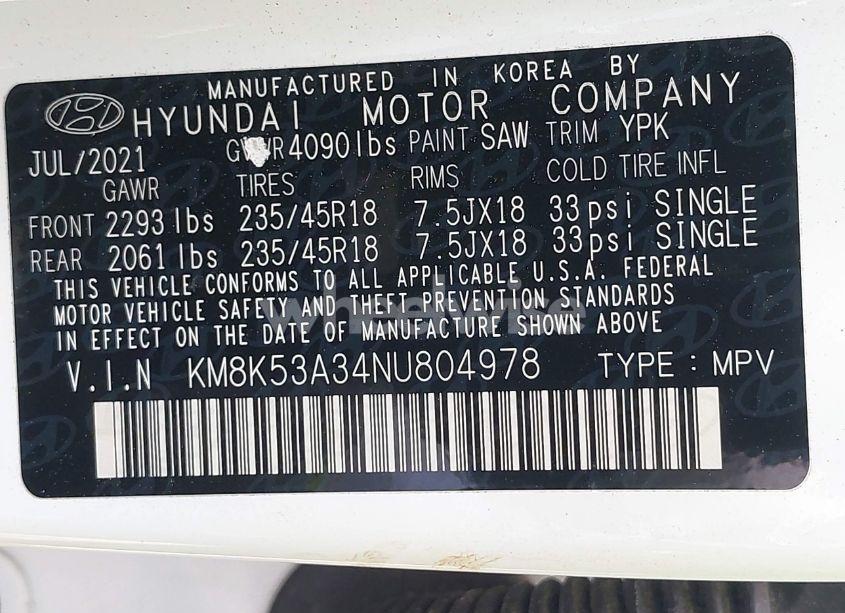 MANUFACTURED IN KOREA BY
HYUNDAI MOTOR COMPANY
JUL/2021 GVWR 4090lbs PAINT SAW TRIM YPK
GAWR TIRES RIMS COLD TIRE INFL
FRONT 2293 lbs 235/45R18 7.5JX18 33psi SINGLE
REAR 2061 lbs 235/45R18 7.5JX18 33psi SINGLE
THIS VEHICLE CONFORMS TO ALL APPLICABLE U.S.A. FEDERAL
MOTOR VEHICLE SAFETY AND THEFT PREVENTION STANDARDS
IN EFFECT ON THE DATE OF MANUFACTURE SHOWN ABOVE
V.I.N KM8K53A34NU804978 TYPE : MPV